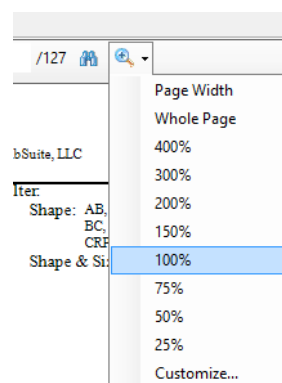 /127
Page Width
Whole Page
bSuite, LLC
400%
300%
lter:
Shape: AB,
200%
BC,
150%
CRF
Shape & Si
100%
75%
50%
25%
Customize...